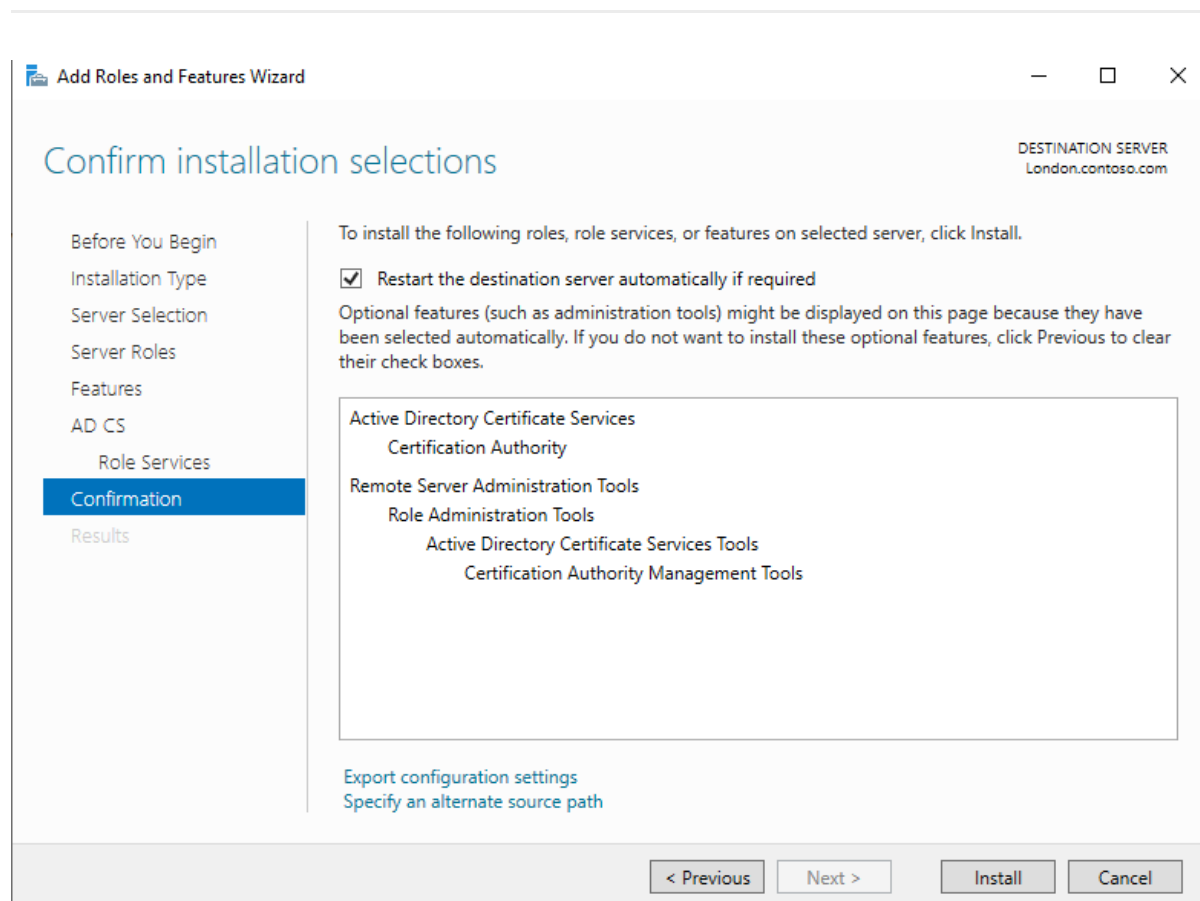 Add Roles and Features Wizard
Confirm installation selections
DESTINATION SERVER
London.contoso.com
Before You Begin
Installation Type
Server Selection
Server Roles
Features
AD CS
Role Services
Confirmation
Results
To install the following roles, role services, or features on selected server, click Install.
Restart the destination server automatically if required
Optional features (such as administration tools) might be displayed on this page because they have
been selected automatically. If you do not want to install these optional features, click Previous to clear
their check boxes.
Active Directory Certificate Services
Certification Authority
Remote Server Administration Tools
Role Administration Tools
Active Directory Certificate Services Tools
Certification Authority Management Tools
Export configuration settings
Specify an alternate source path
< Previous
Next >
Install
Cancel